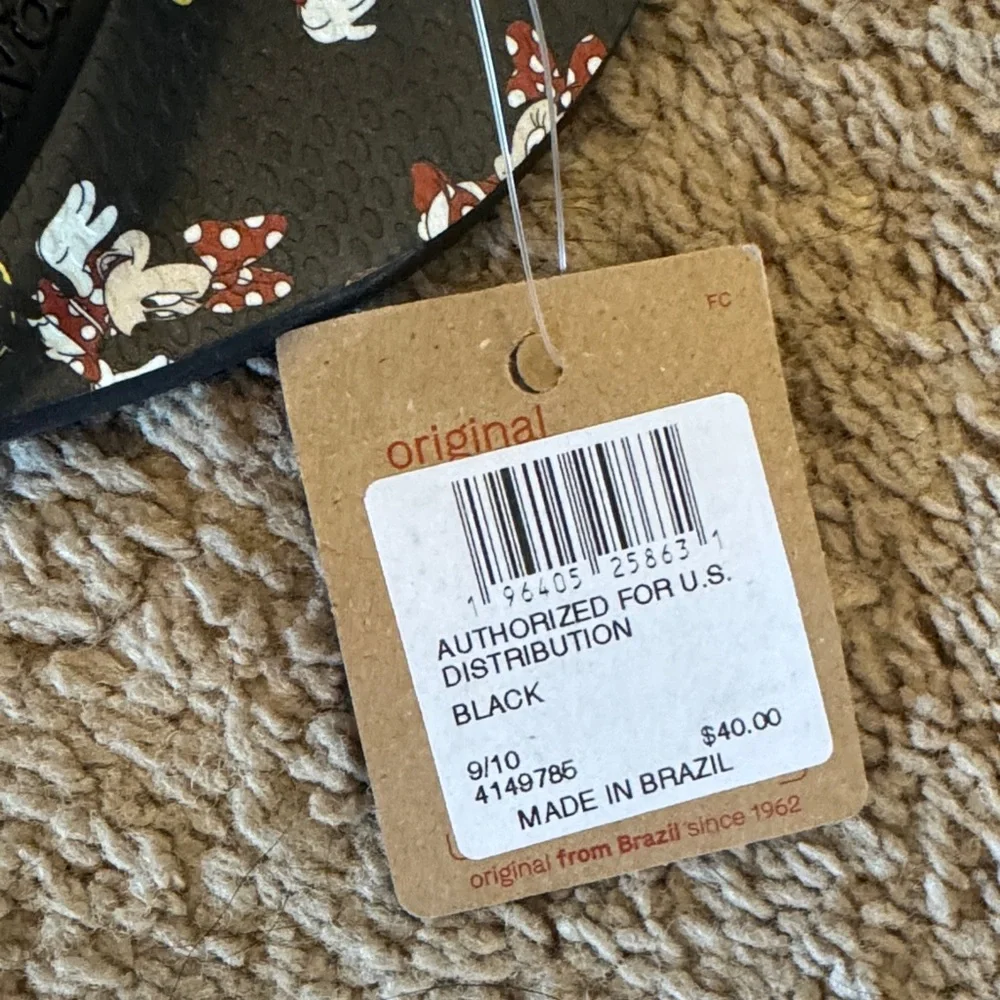 FC
original
1 96405 25863 1
AUTHORIZED FOR U.S.
DISTRIBUTION
BLACK
9/10 $40.00
4149785
MADE IN BRAZIL
original from Brazil since 1962